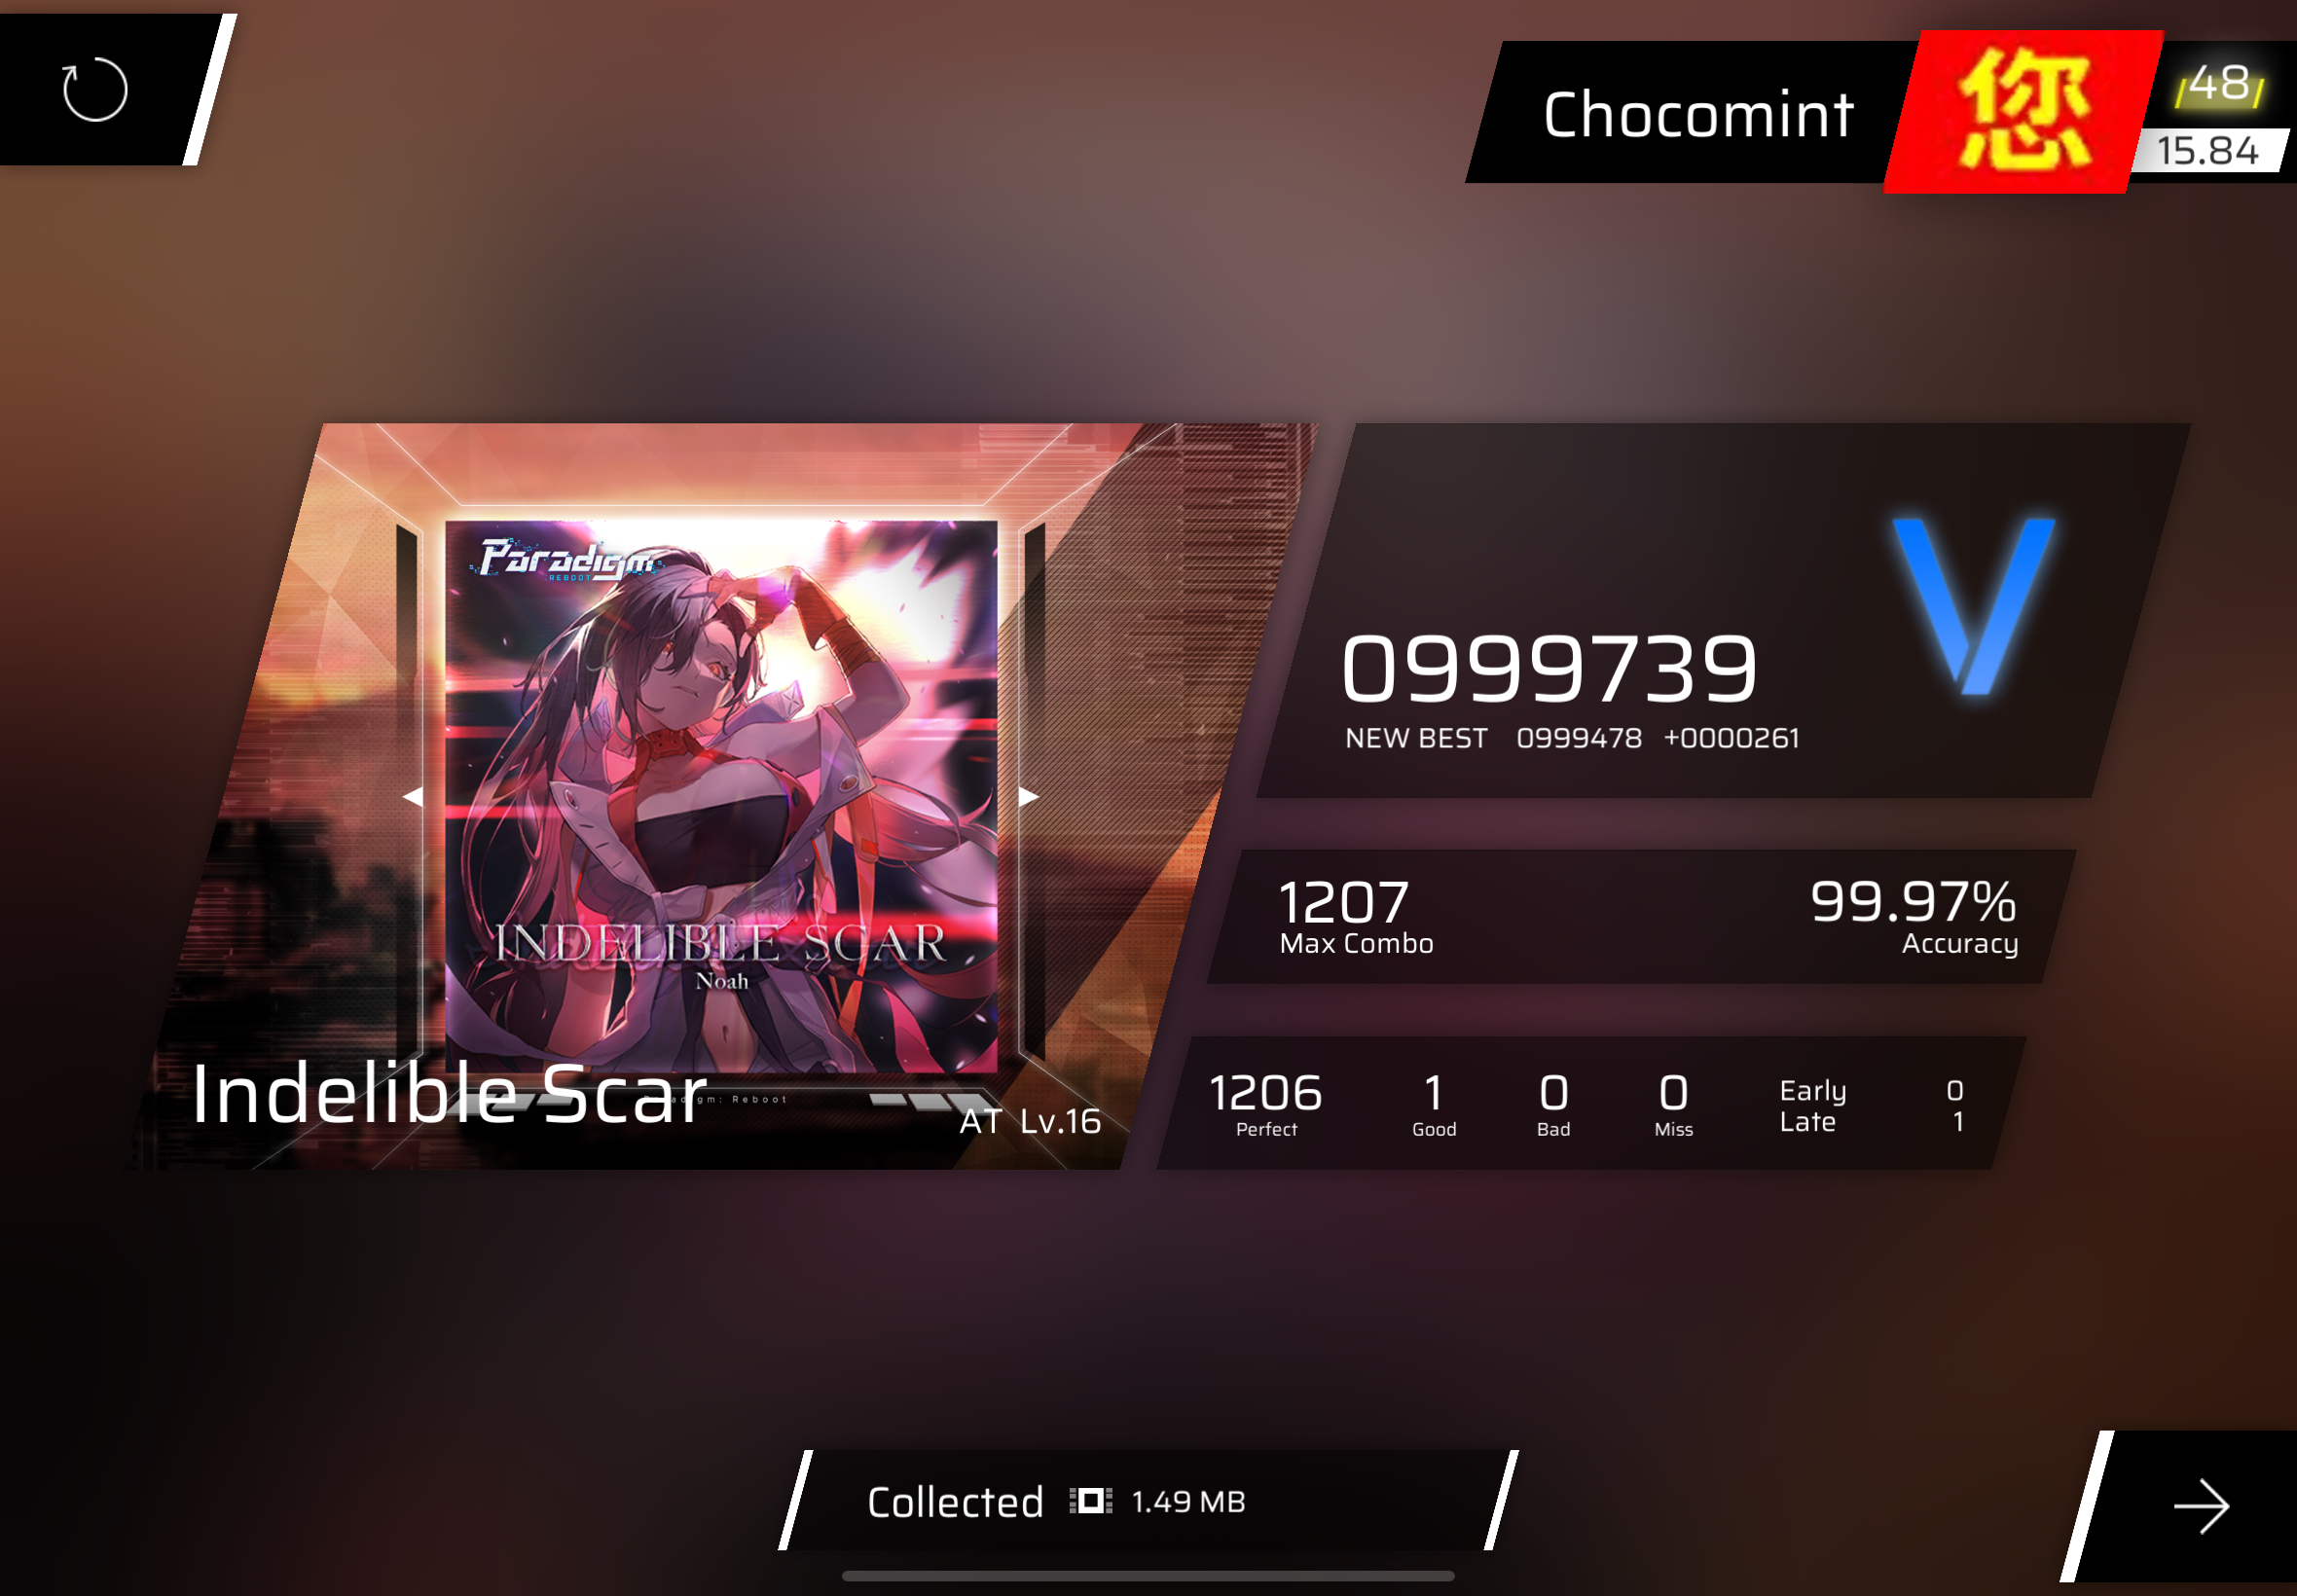 Chocomint
您
48
15.84
Paradigm
REBOOT
INDELIBLE SCAR
Noah
Indelible Scar
AT Lv.16
0999739
NEW BEST 0999478 +0000261
V
1207
Max Combo
99.97%
Accuracy
1206
Perfect
1
Good
0
Bad
0
Miss
Early 0
Late 1
Collected 1.49 MB